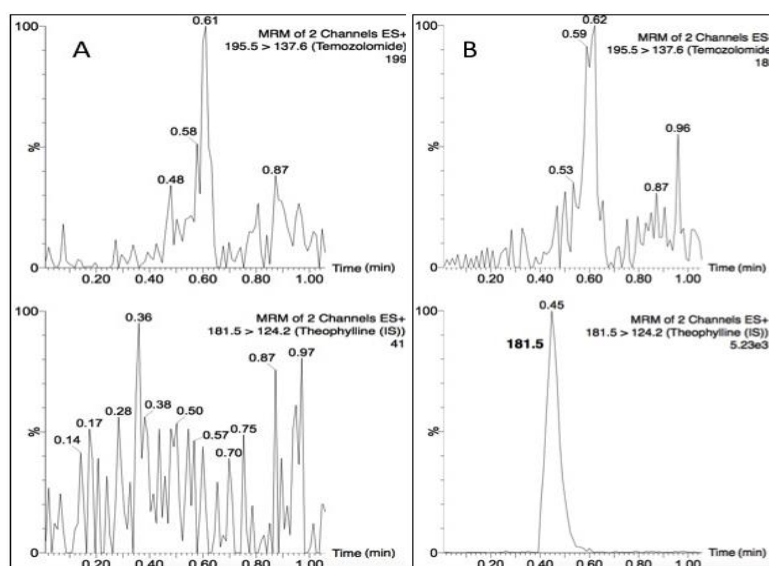 A
0.61
MRM of 2 Channels ES+
195.5 > 137.6 (Temozolomide)
199
100
%
0
0.48
0.58
0.87
0.20 0.40 0.60 0.80 1.00
Time (min)
B
0.62
MRM of 2 Channels ES
195.5 > 137.6 (Temozolomide
18
100
%
0
0.59
0.53
0.87
0.96
0.20 0.40 0.60 0.80 1.00
Time (min)
MRM of 2 Channels ES+
181.5 > 124.2 (Theophylline (IS))
41
100
%
0
0.14
0.17
0.28
0.36
0.38
0.50
0.57
0.70
0.75
0.87
0.97
0.20 0.40 0.60 0.80 1.00
Time (min)
0.45
MRM of 2 Channels ES+
181.5 > 124.2 (Theophylline (IS))
5.23e3
181.5
100
%
0
0.20 0.40 0.60 0.80 1.00
Time (min)